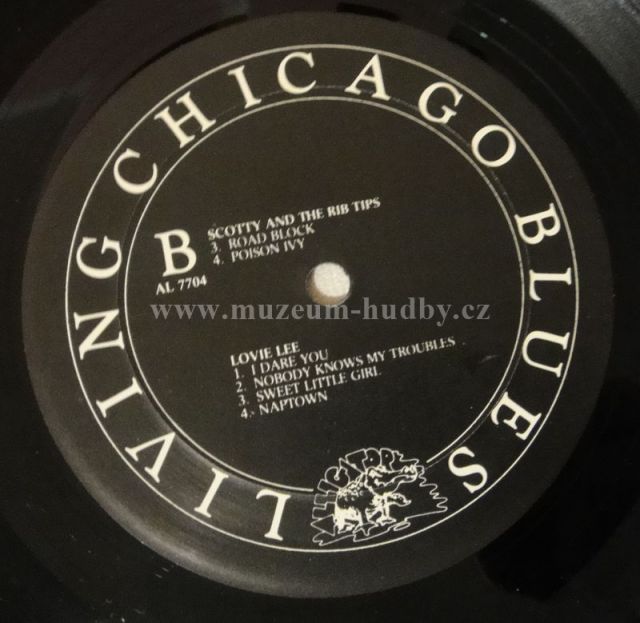 LIVING CHICAGO BLUES
B
AL 7704
SCOTTY AND THE RIB TIPS
3. ROAD BLOCK
4. POISON IVY
www.muzeum-hudby.cz
LOVIE LEE
1. I DARE YOU
2. NOBODY KNOWS MY TROUBLES
3. SWEET LITTLE GIRL
4. NAPTOWN
ALLIGATOR